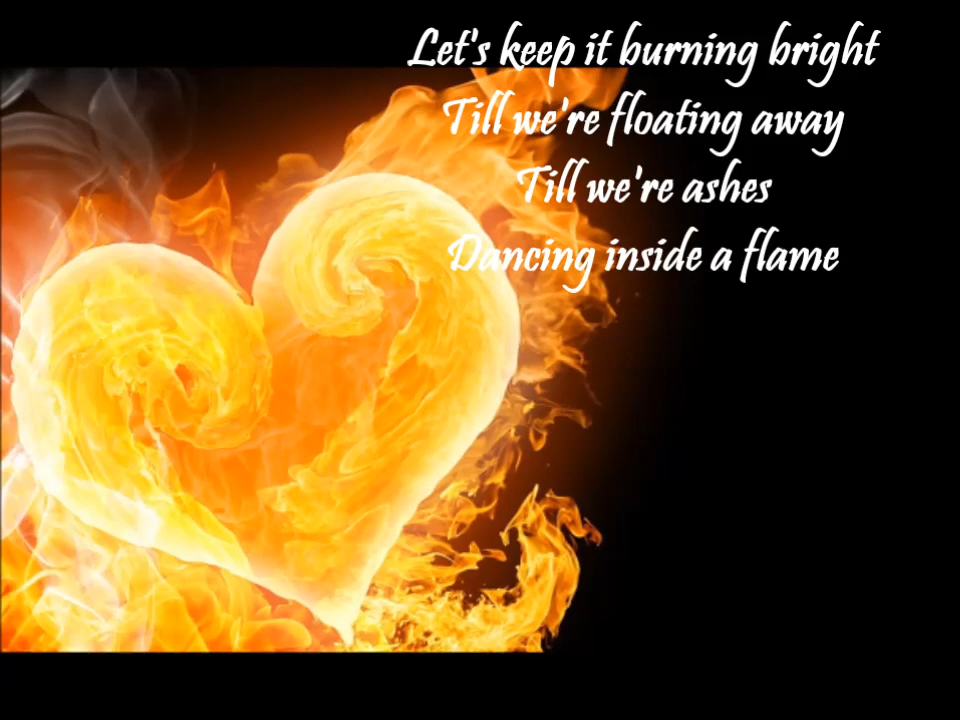 Let's keep it burning bright
Till we're floating away
Till we're ashes
Dancing inside a flame